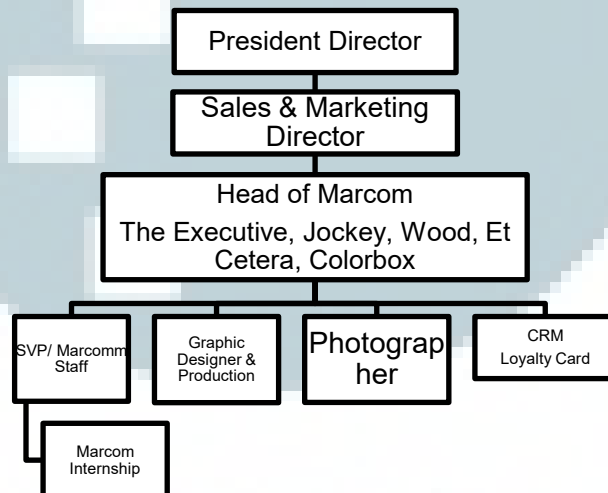 President Director
Sales & Marketing
Director
Head of Marcom
The Executive, Jockey, Wood, Et
Cetera, Colorbox
SVP/ Marcomm
Staff
Graphic
Designer &
Production
Photograp
her
CRM
Loyalty Card
Marcom
Internship